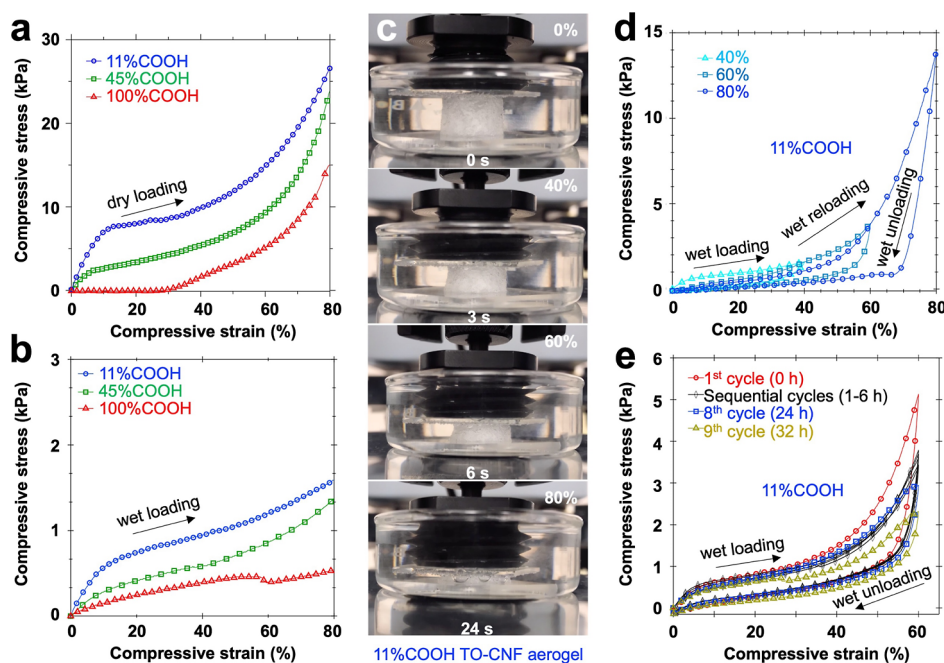 a
Compressive stress (kPa)
30
20
10
0
11%COOH
45%COOH
100%COOH
dry loading
0 20 40 60 80
Compressive strain (%)
b
Compressive stress (kPa)
3
2
1
0
11%COOH
45%COOH
100%COOH
wet loading
0 20 40 60 80
Compressive strain (%)
c
0%
0 s
40%
3 s
60%
6 s
80%
24 s
11%COOH TO-CNF aerogel
d
Compressive stress (kPa)
15
10
5
0
40%
60%
80%
11%COOH
wet loading
wet reloading
wet unloading
0 20 40 60 80
Compressive strain (%)
e
Compressive stress (kPa)
6
5
4
3
2
1
0
1st cycle (0 h)
Sequential cycles (1-6 h)
8th cycle (24 h)
9th cycle (32 h)
11%COOH
wet loading
wet unloading
0 10 20 30 40 50 60
Compressive strain (%)